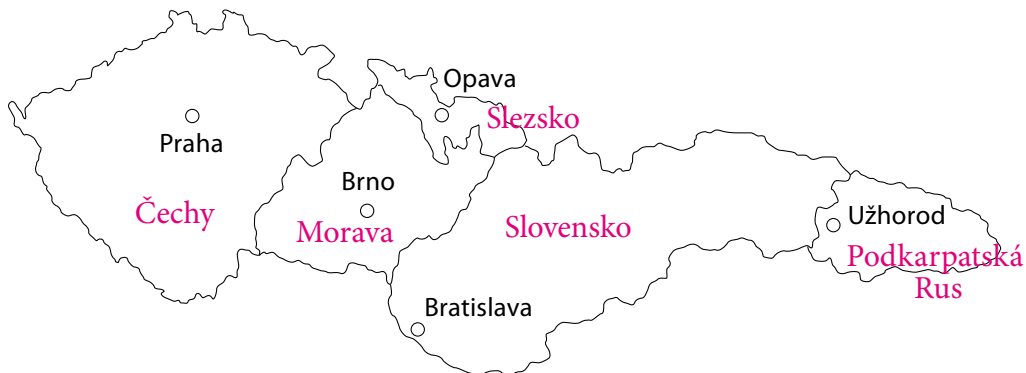 Opava
Slezsko
Praha
Brno
Čechy
Morava
Slovensko
Užhorod
Podkarpatská
Rus
Bratislava